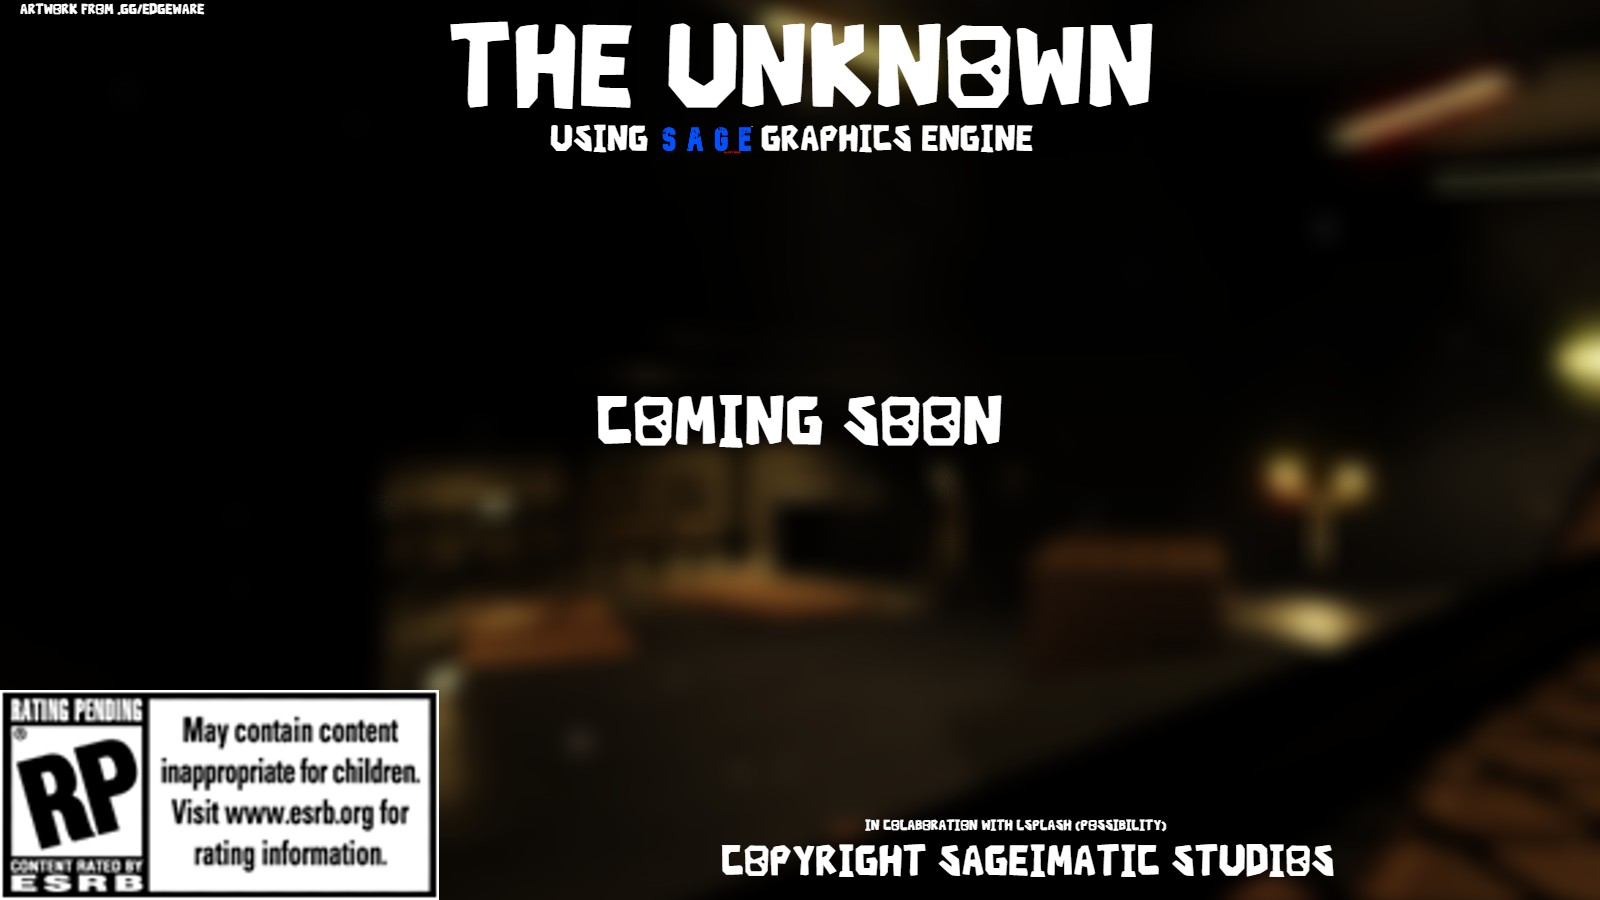 ARTWORK FROM .GG/EDGEWARE
THE UNKNOWN
USING SAGE GRAPHICS ENGINE
COMING SOON
RATING PENDING
®
RP
CONTENT RATED BY
ESRB
May contain content
inappropriate for children.
Visit www.esrb.org for
rating information.
IN COLABORATION WITH LSPLASH (POSSIBILITY)
COPYRIGHT SAGEIMATIC STUDIOS